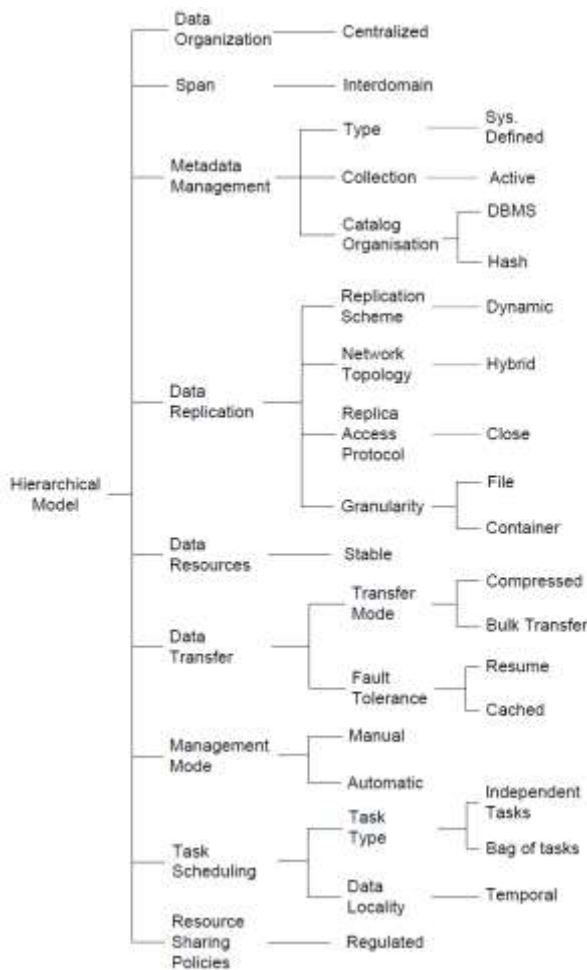 Data
Organization
Centralized
Span
Interdomain
Metadata
Management
Type
Sys.
Defined
Collection
Active
Catalog
Organisation
DBMS
Hash
Hierarchical
Model
Data
Replication
Replication
Scheme
Dynamic
Network
Topology
Hybrid
Replica
Access
Protocol
Close
Granularity
File
Container
Data
Resources
Stable
Data
Transfer
Transfer
Mode
Compressed
Bulk Transfer
Fault
Tolerance
Resume
Cached
Management
Mode
Manual
Automatic
Task
Scheduling
Task
Type
Independent
Tasks
Bag of tasks
Data
Locality
Temporal
Resource
Sharing
Policies
Regulated